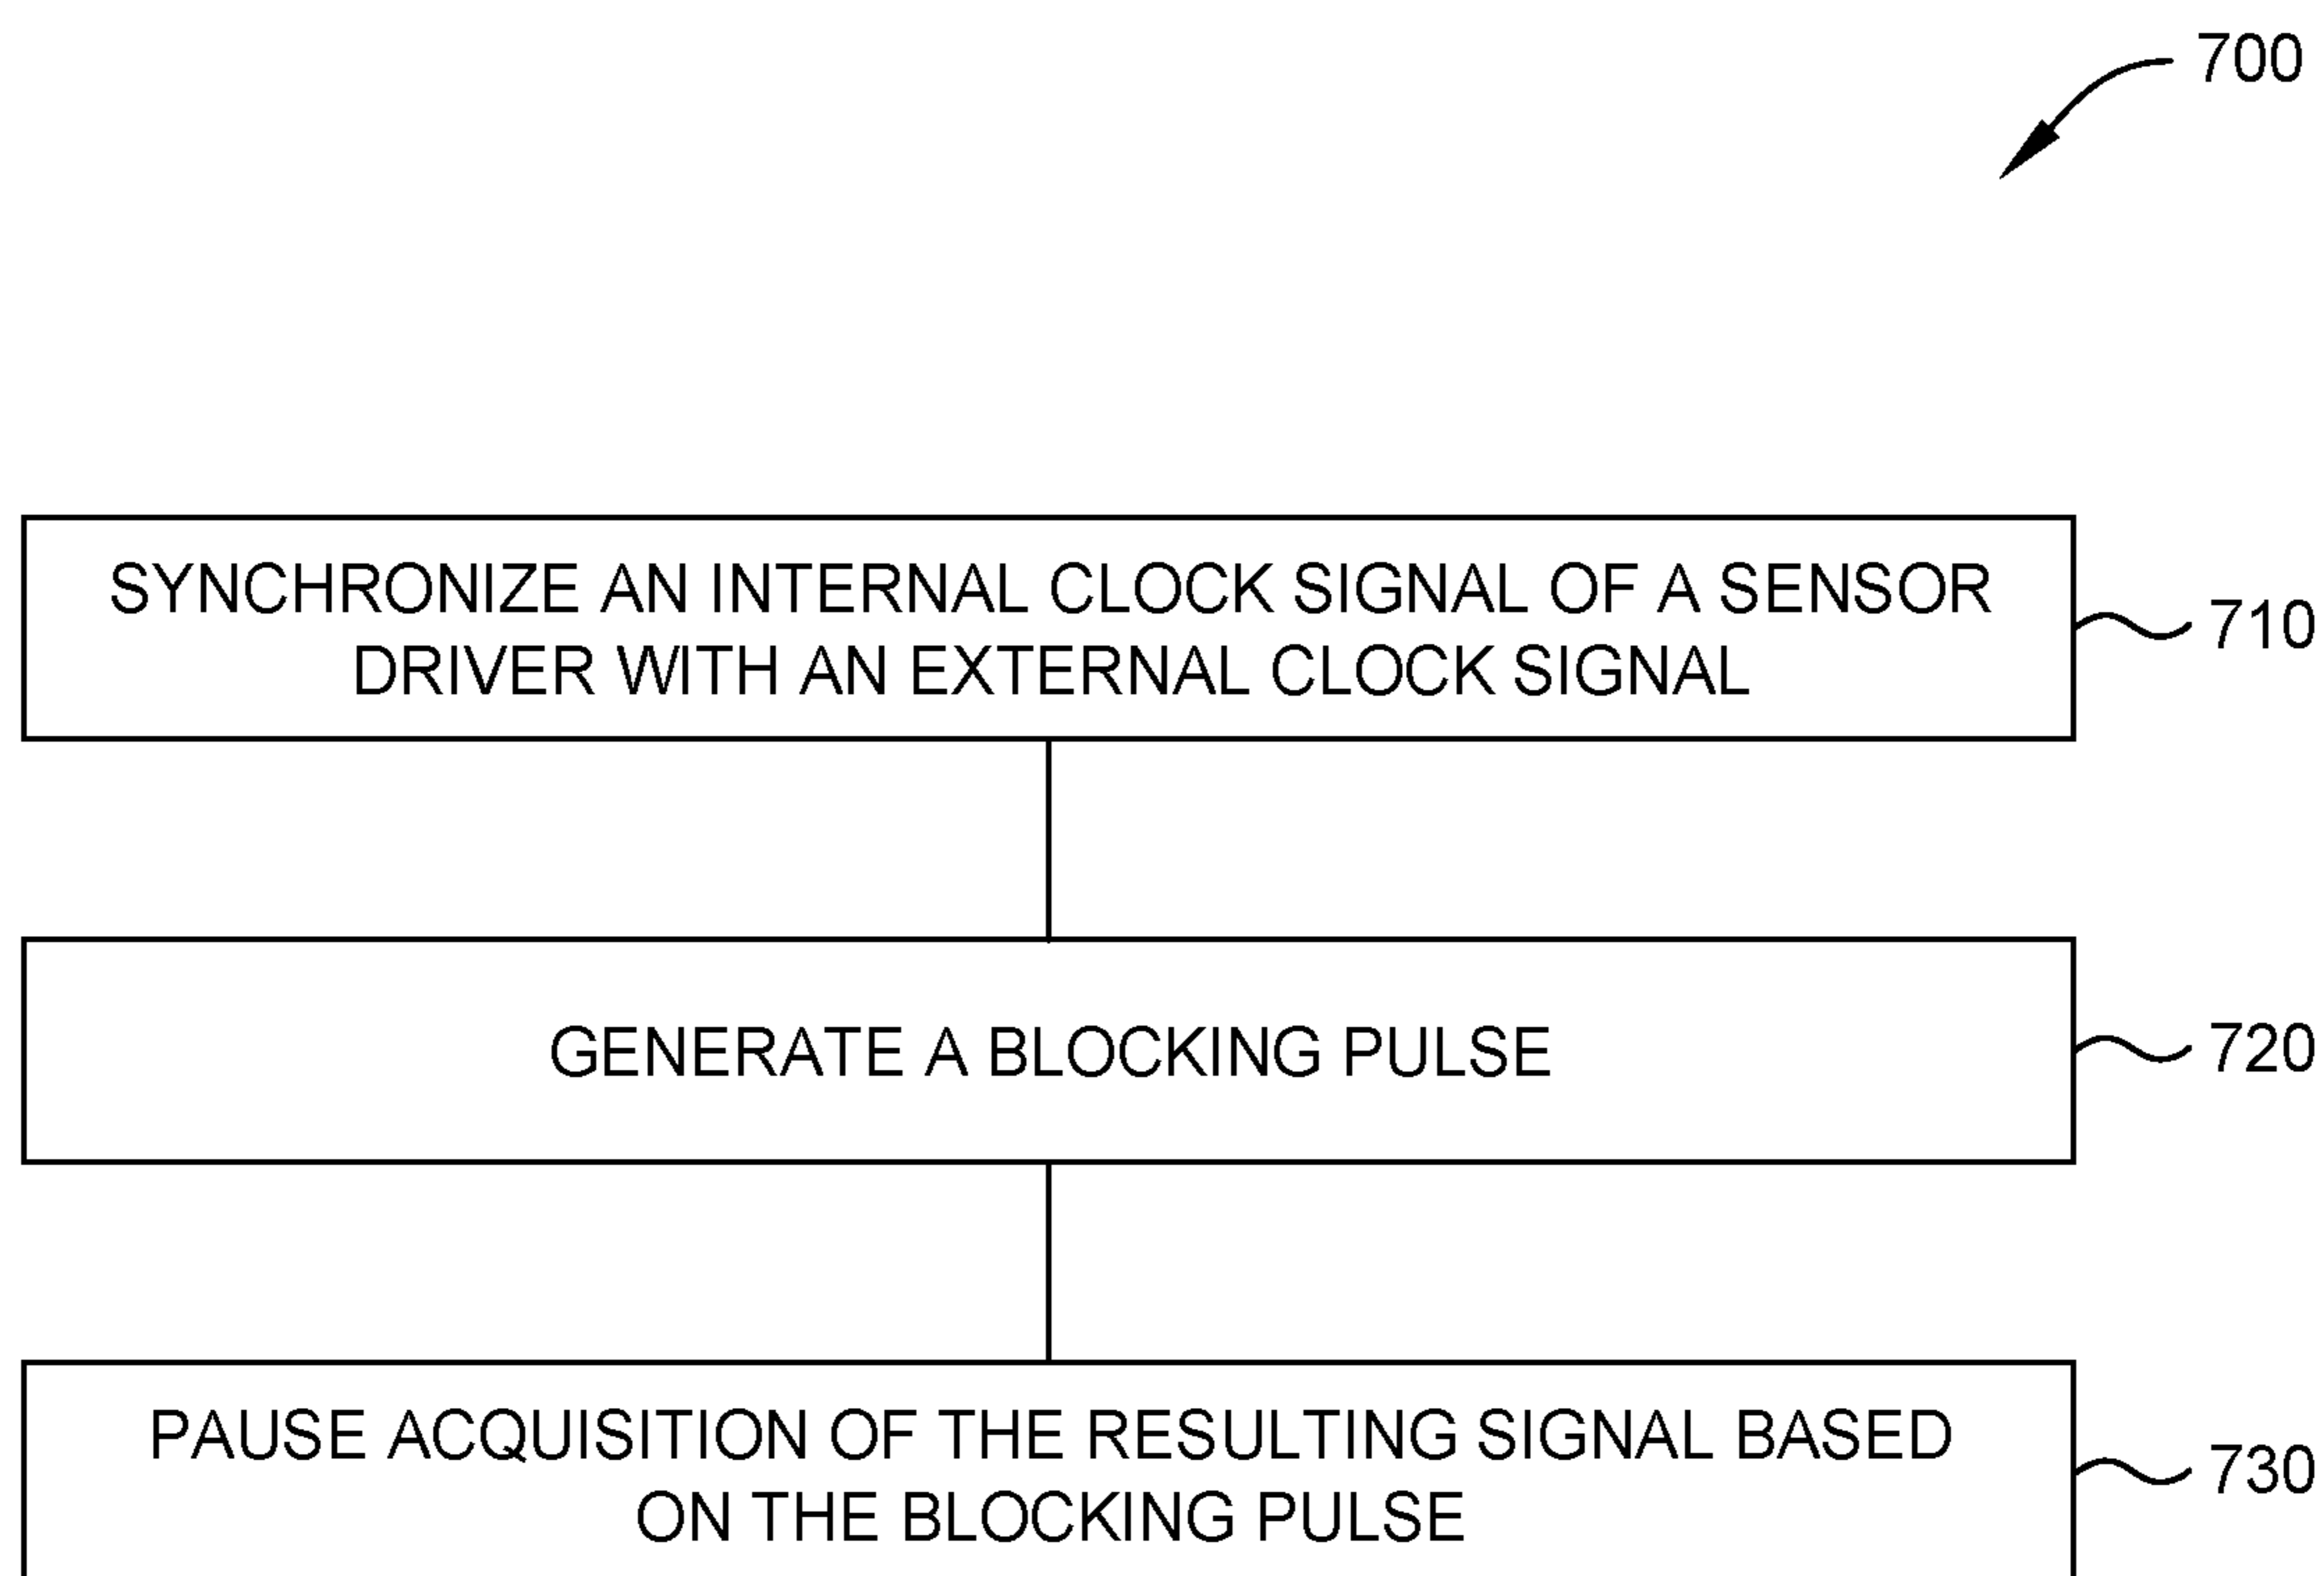 700
SYNCHRONIZE AN INTERNAL CLOCK SIGNAL OF A SENSOR
DRIVER WITH AN EXTERNAL CLOCK SIGNAL
710
GENERATE A BLOCKING PULSE
720
PAUSE ACQUISITION OF THE RESULTING SIGNAL BASED
ON THE BLOCKING PULSE
730